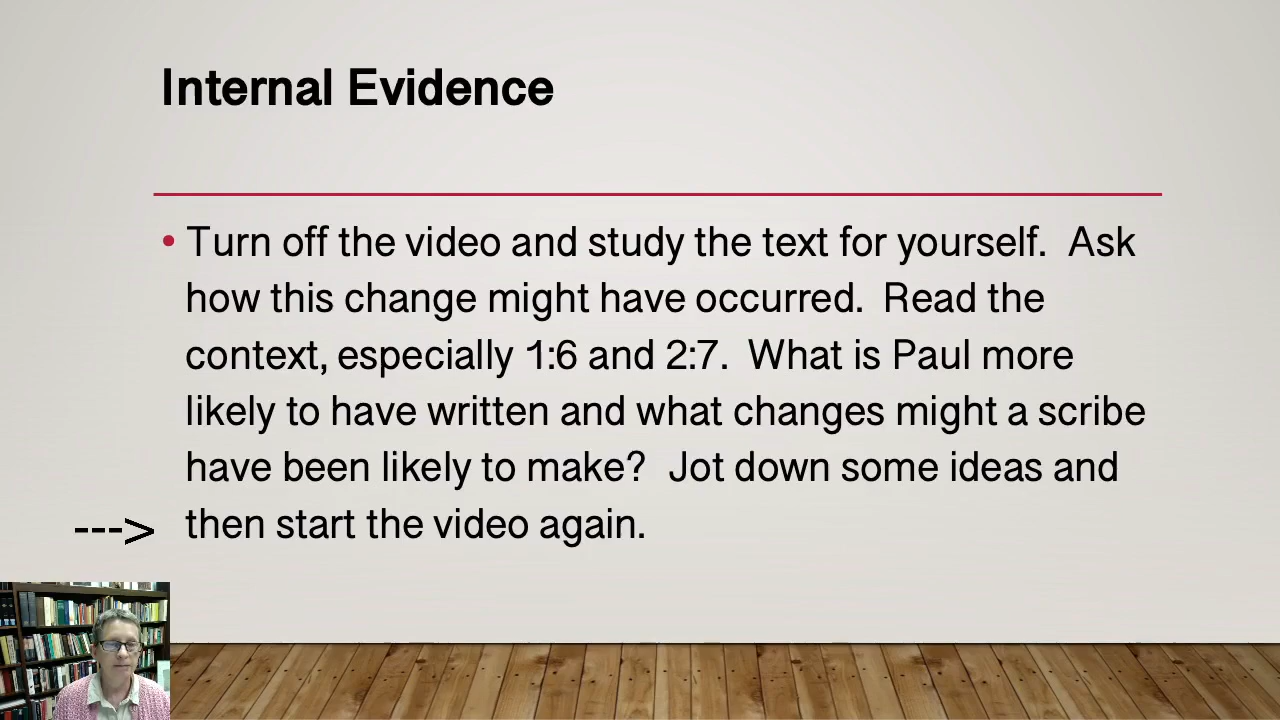 Internal Evidence
• Turn off the video and study the text for yourself.  Ask
how this change might have occurred.  Read the
context, especially 1:6 and 2:7.  What is Paul more
likely to have written and what changes might a scribe
have been likely to make?  Jot down some ideas and
---> then start the video again.